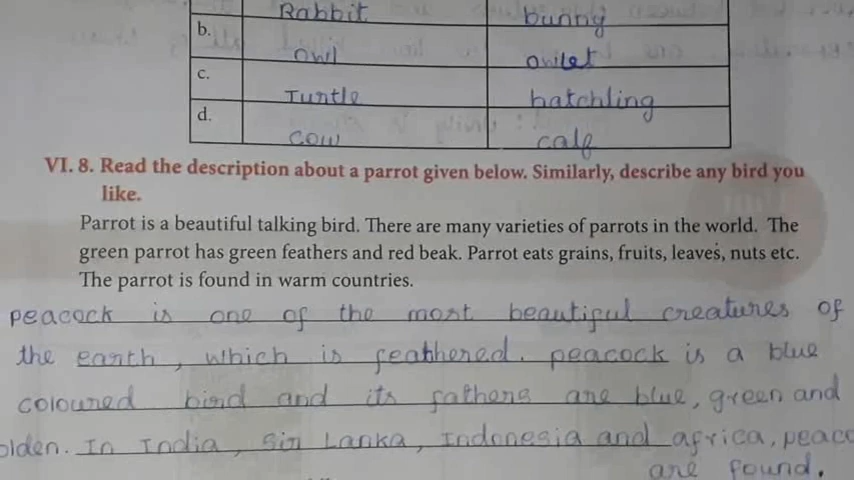 Rabbit bunny
b. owl owilet
c. Turtle hatchling
d. cow calf
VI. 8. Read the description about a parrot given below. Similarly, describe any bird you
like.
Parrot is a beautiful talking bird. There are many varieties of parrots in the world. The
green parrot has green feathers and red beak. Parrot eats grains, fruits, leaves, nuts etc.
The parrot is found in warm countries.
peacock is one of the most beautiful creatures of
the earth, which is feathered. peacock is a blue
coloured bird and its fathers are blue, green and
olden. In India, Sir Lanka, Indonesia and africa, peaco
are found.